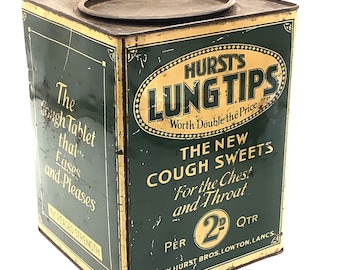 The
Cough Tablet
that
Eases
and Pleases
HURST'S
LUNG TIPS
Worth Double the Price
THE NEW
COUGH SWEETS
For the Chest
and Throat
PER 2D QTR
HURST BROS. LOWTON, LANCS.